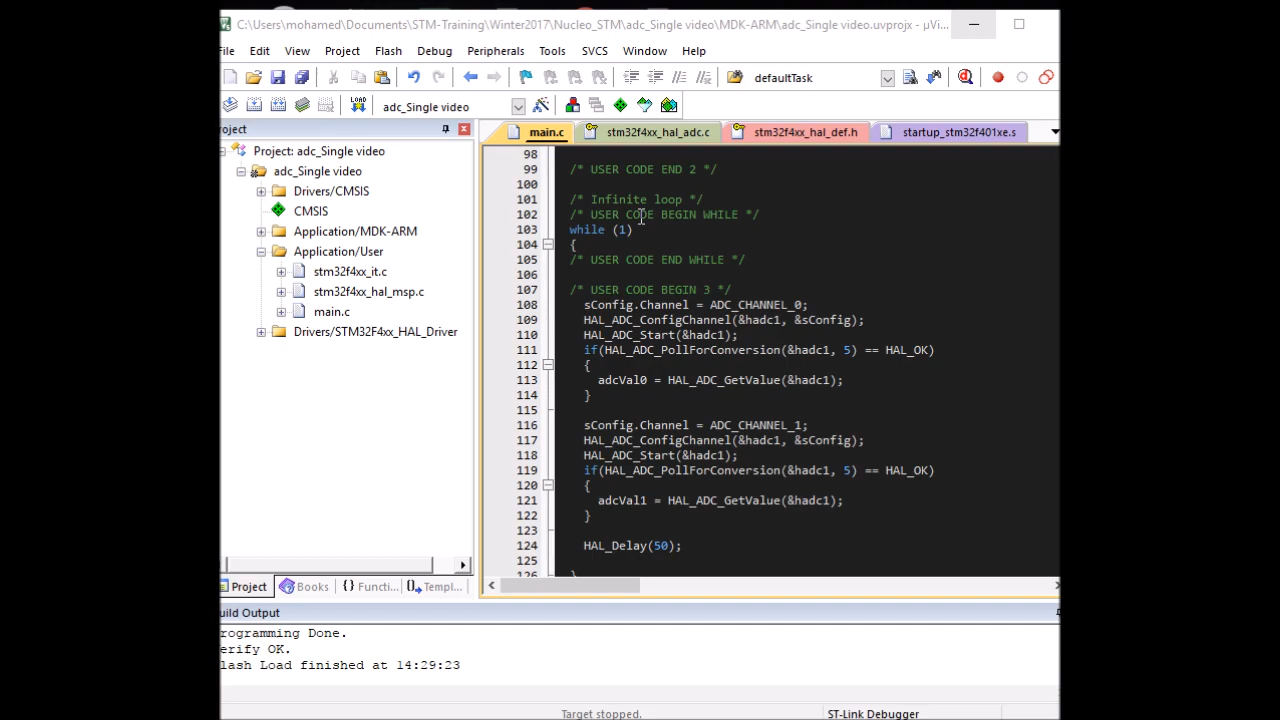 C:\Users\mohamed\Documents\STM-Training\Winter2017\Nucleo_STM\adc_Single video\MDK-ARM\adc_Single video.uvprojx - µVi...
File Edit View Project Flash Debug Peripherals Tools SVCS Window Help
defaultTask
LOAD adc_Single video
roject
main.c stm32f4xx_hal_adc.c stm32f4xx_hal_def.h startup_stm32f401xe.s
Project: adc_Single video
adc_Single video
Drivers/CMSIS
CMSIS
Application/MDK-ARM
Application/User
stm32f4xx_it.c
stm32f4xx_hal_msp.c
main.c
Drivers/STM32F4xx_HAL_Driver
Project Books {} Functi... Templ...
98
99 /* USER CODE END 2 */
100
101 /* Infinite loop */
102 /* USER CODE BEGIN WHILE */
103 while (1)
104 {
105 /* USER CODE END WHILE */
106
107 /* USER CODE BEGIN 3 */
108 sConfig.Channel = ADC_CHANNEL_0;
109 HAL_ADC_ConfigChannel(&hadc1, &sConfig);
110 HAL_ADC_Start(&hadc1);
111 if(HAL_ADC_PollForConversion(&hadc1, 5) == HAL_OK)
112 {
113 adcVal0 = HAL_ADC_GetValue(&hadc1);
114 }
115
116 sConfig.Channel = ADC_CHANNEL_1;
117 HAL_ADC_ConfigChannel(&hadc1, &sConfig);
118 HAL_ADC_Start(&hadc1);
119 if(HAL_ADC_PollForConversion(&hadc1, 5) == HAL_OK)
120 {
121 adcVal1 = HAL_ADC_GetValue(&hadc1);
122 }
123
124 HAL_Delay(50);
125
126 }
uild Output
rogramming Done.
erify OK.
lash Load finished at 14:29:23
Target stopped. ST-Link Debugger